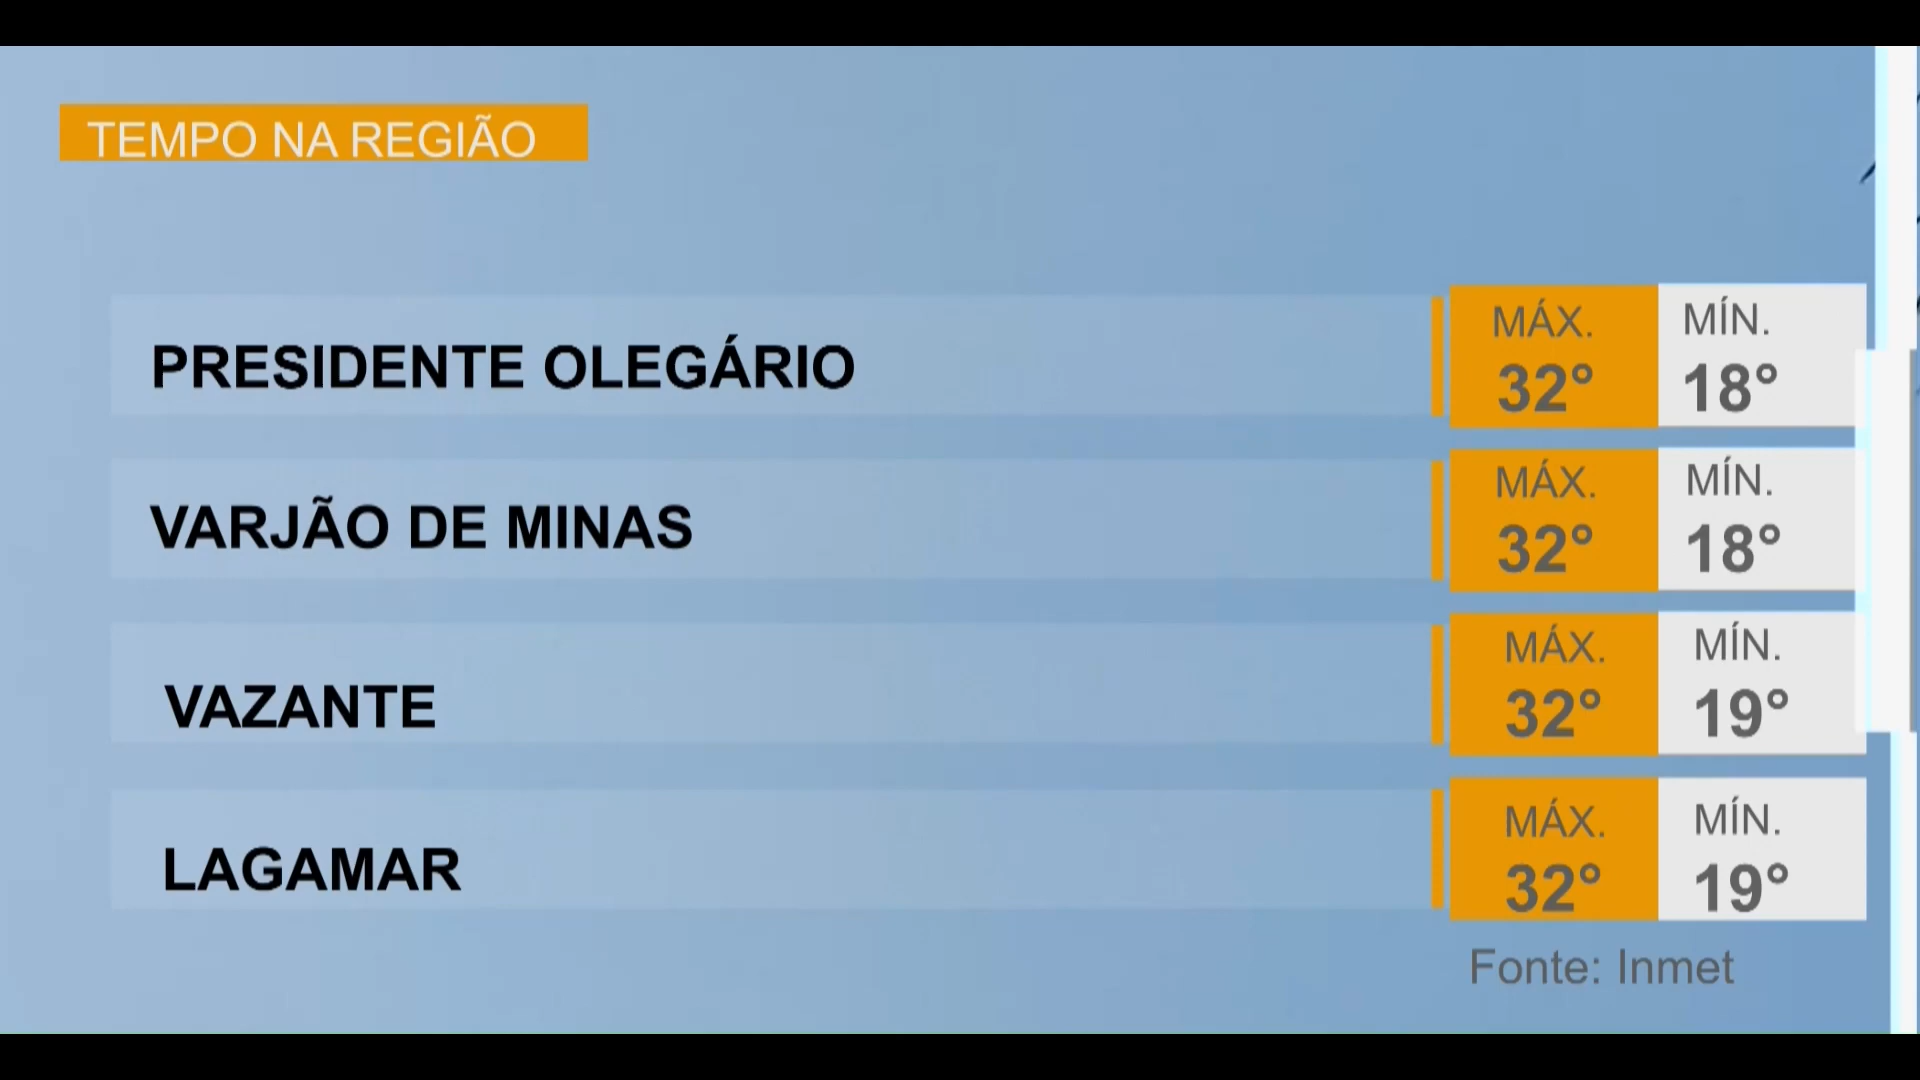 TEMPO NA REGIÃO
PRESIDENTE OLEGÁRIO
MÁX. MÍN.
32° 18°
VARJÃO DE MINAS
MÁX. MÍN.
32° 18°
VAZANTE
MÁX. MÍN.
32° 19°
LAGAMAR
MÁX. MÍN.
32° 19°
Fonte: Inmet